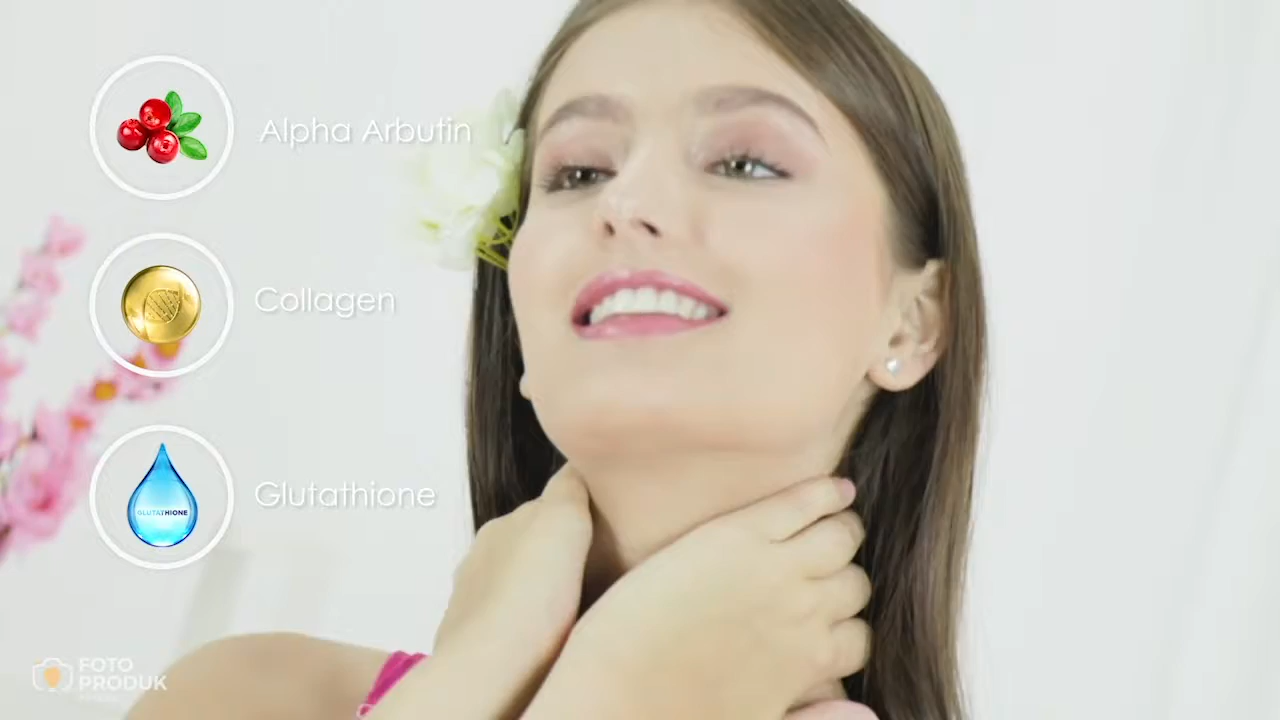 Alpha Arbutin
Collagen
Glutathione
GLUTATHIONE
FOTO
PRODUK